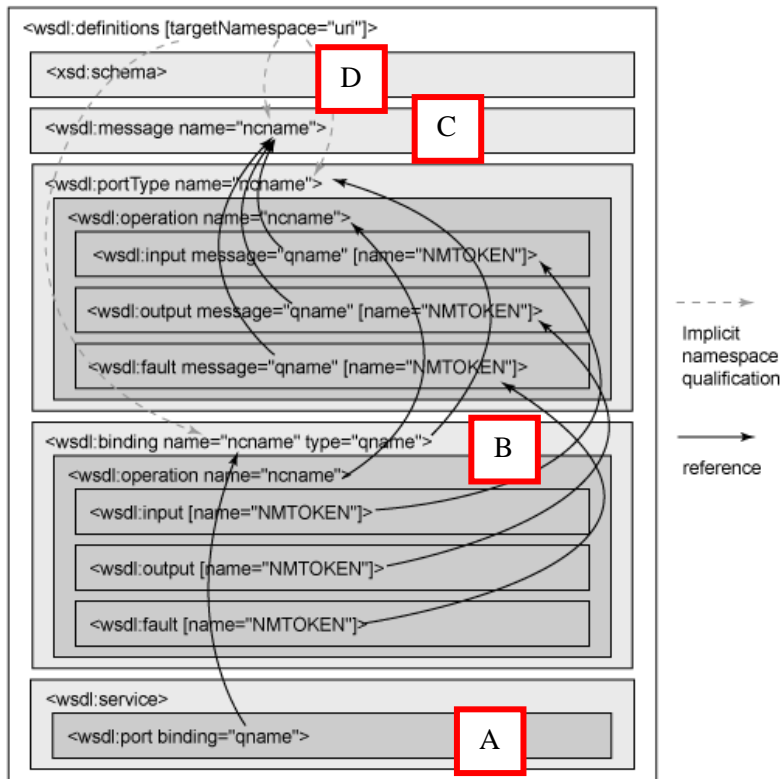 <wsdl:definitions [targetNamespace="uri"]>
<xsd:schema>
D
<wsdl:message name="ncname">
C
<wsdl:portType name="ncname">
<wsdl:operation name="ncname">
<wsdl:input message="qname" [name="NMTOKEN"]>
<wsdl:output message="qname" [name="NMTOKEN"]>
<wsdl:fault message="qname" [name="NMTOKEN"]>
Implicit
namespace
qualification
<wsdl:binding name="ncname" type="qname">
B
reference
<wsdl:operation name="ncname">
<wsdl:input [name="NMTOKEN"]>
<wsdl:output [name="NMTOKEN"]>
<wsdl:fault [name="NMTOKEN"]>
<wsdl:service>
<wsdl:port binding="qname">
A